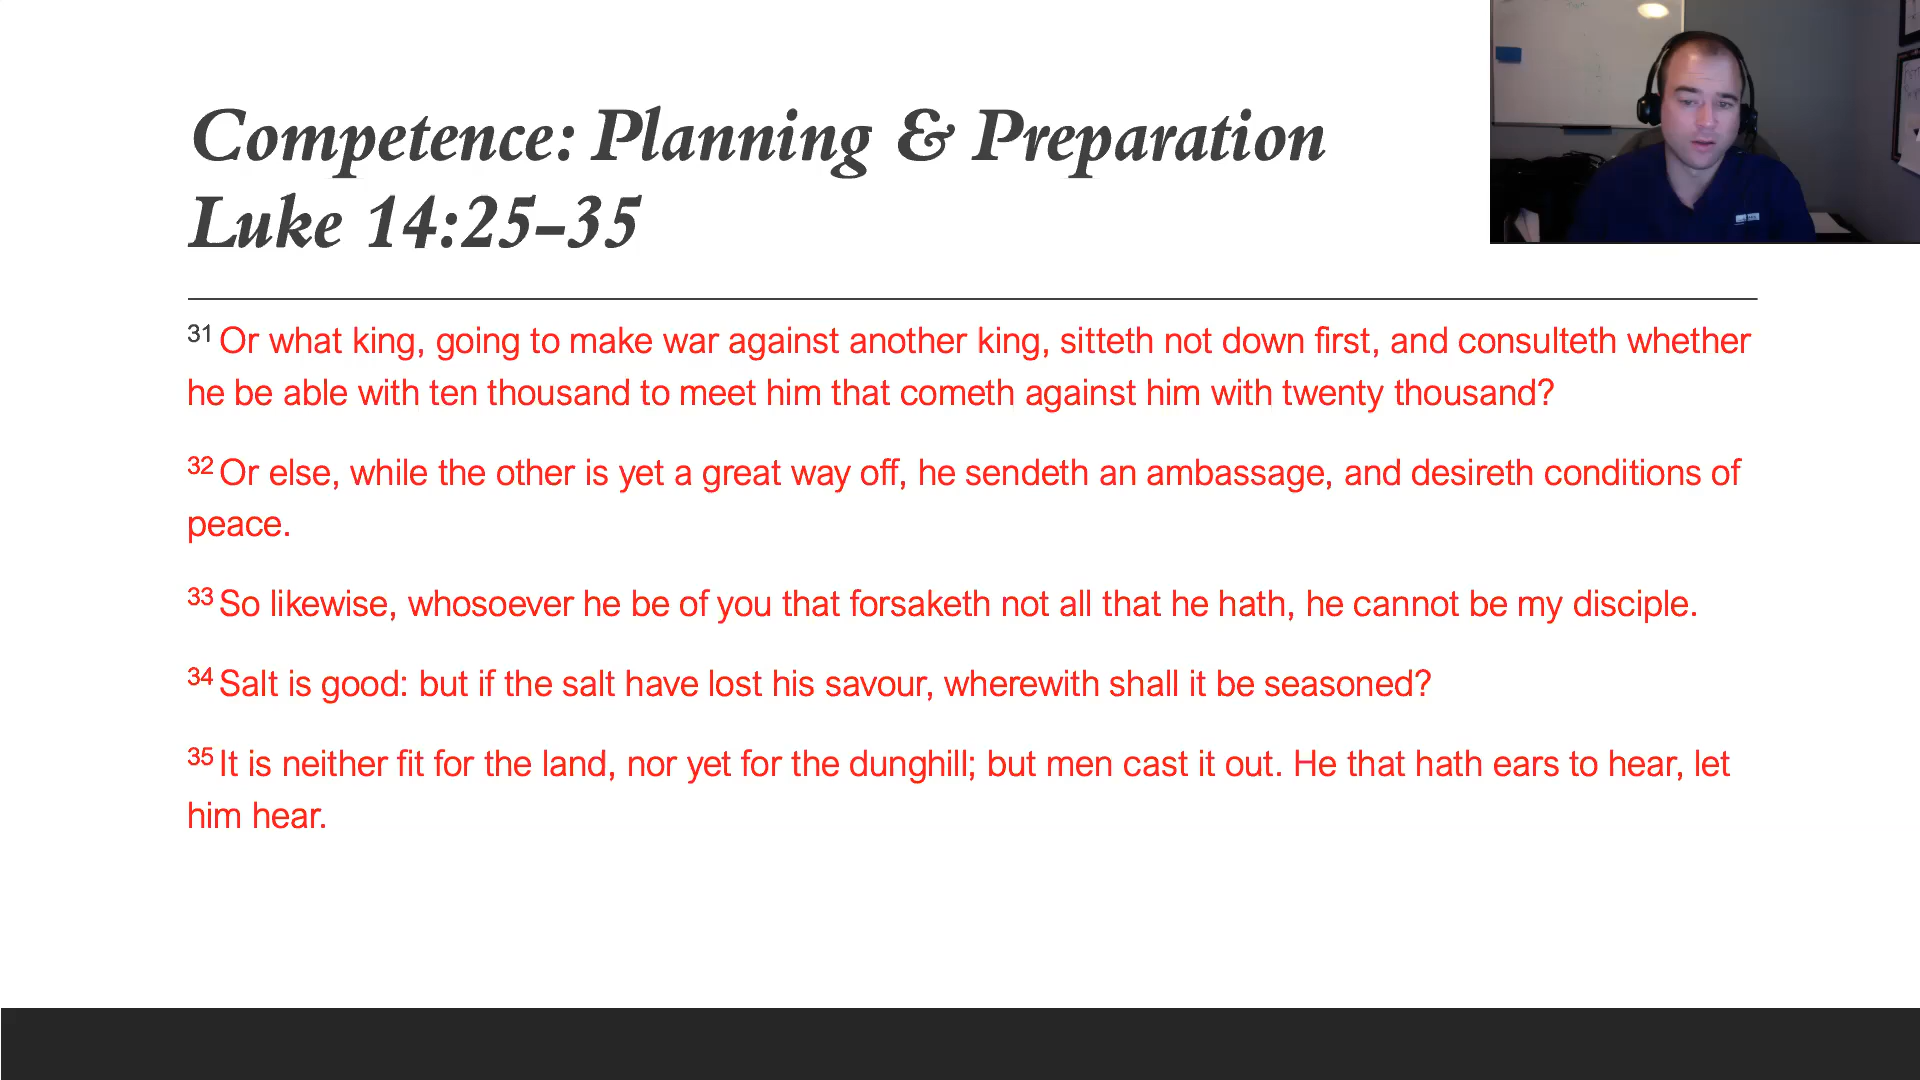 Competence: Planning & Preparation
Luke 14:25–35
31 Or what king, going to make war against another king, sitteth not down first, and consulteth whether
he be able with ten thousand to meet him that cometh against him with twenty thousand?
32 Or else, while the other is yet a great way off, he sendeth an ambassage, and desireth conditions of
peace.
33 So likewise, whosoever he be of you that forsaketh not all that he hath, he cannot be my disciple.
34 Salt is good: but if the salt have lost his savour, wherewith shall it be seasoned?
35 It is neither fit for the land, nor yet for the dunghill; but men cast it out. He that hath ears to hear, let
him hear.